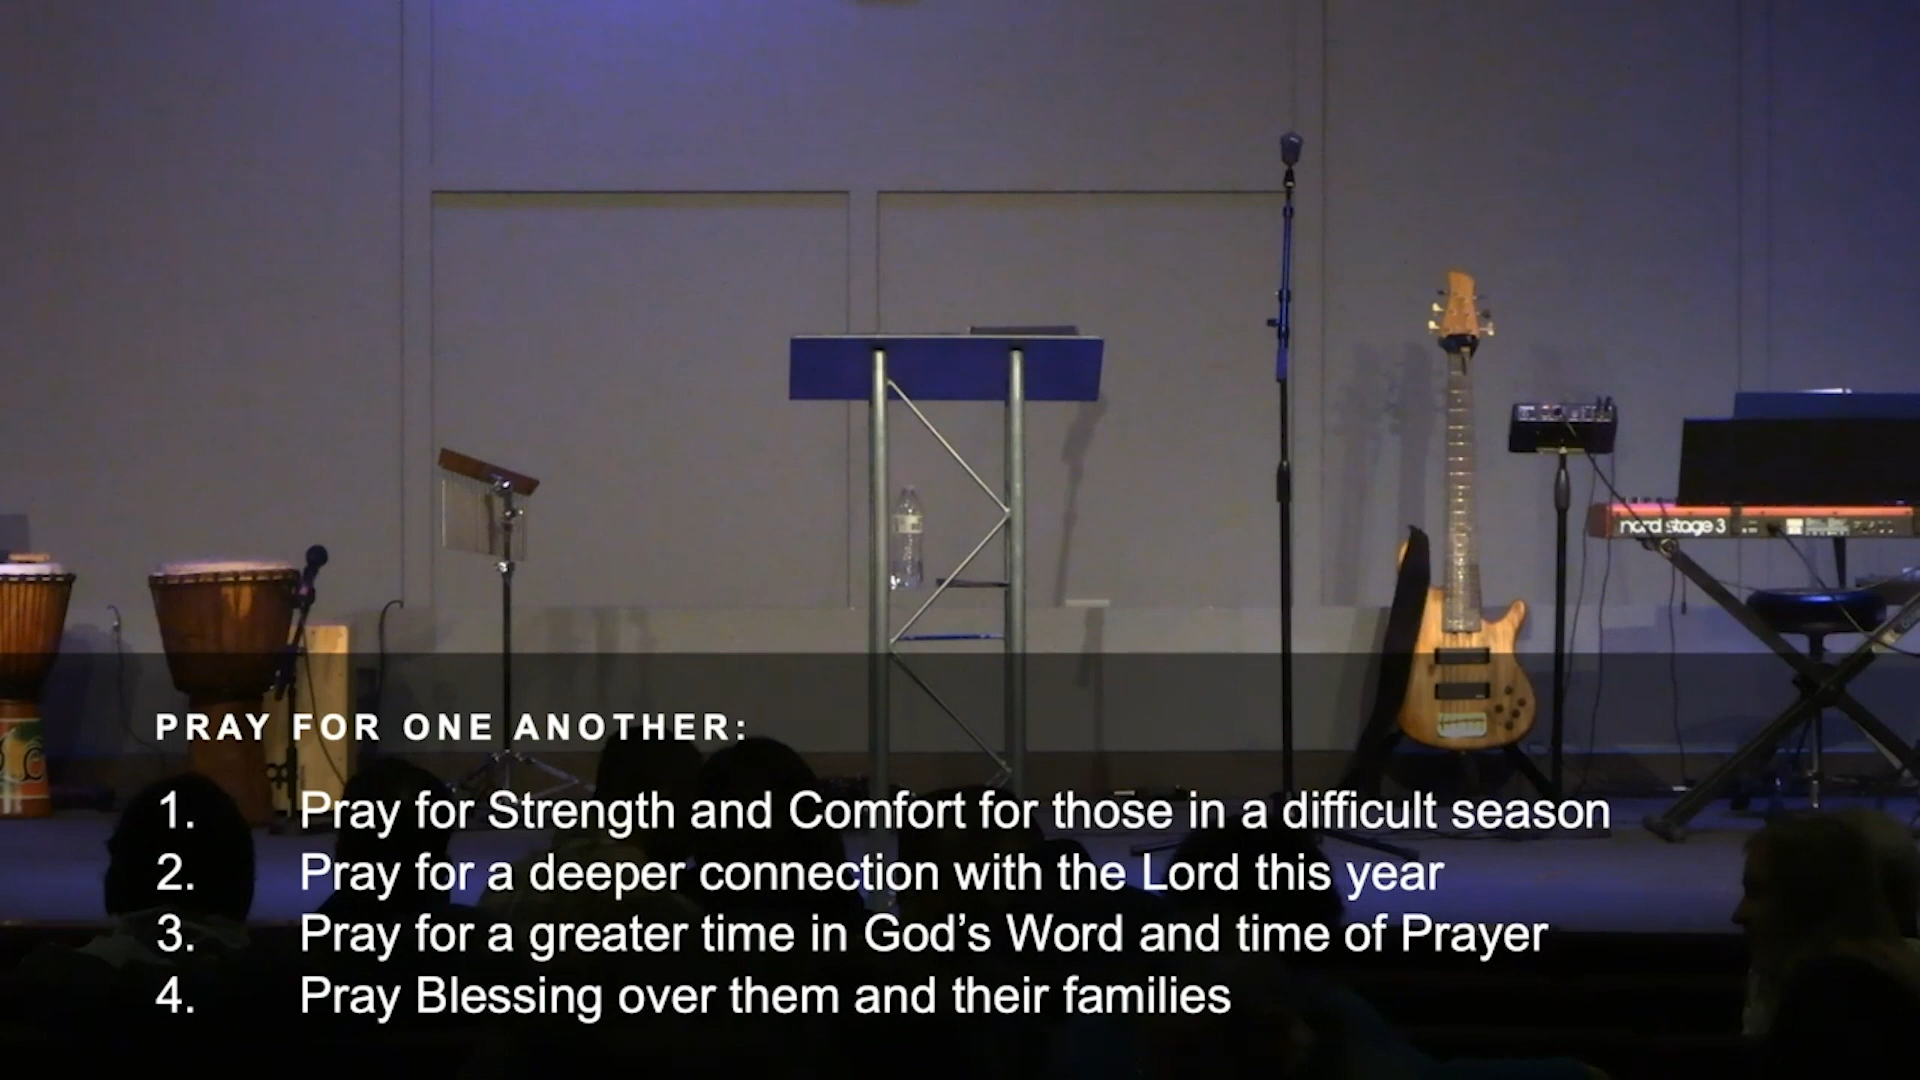 nord stage 3
PRAY FOR ONE ANOTHER:
1. Pray for Strength and Comfort for those in a difficult season
2. Pray for a deeper connection with the Lord this year
3. Pray for a greater time in God’s Word and time of Prayer
4. Pray Blessing over them and their families